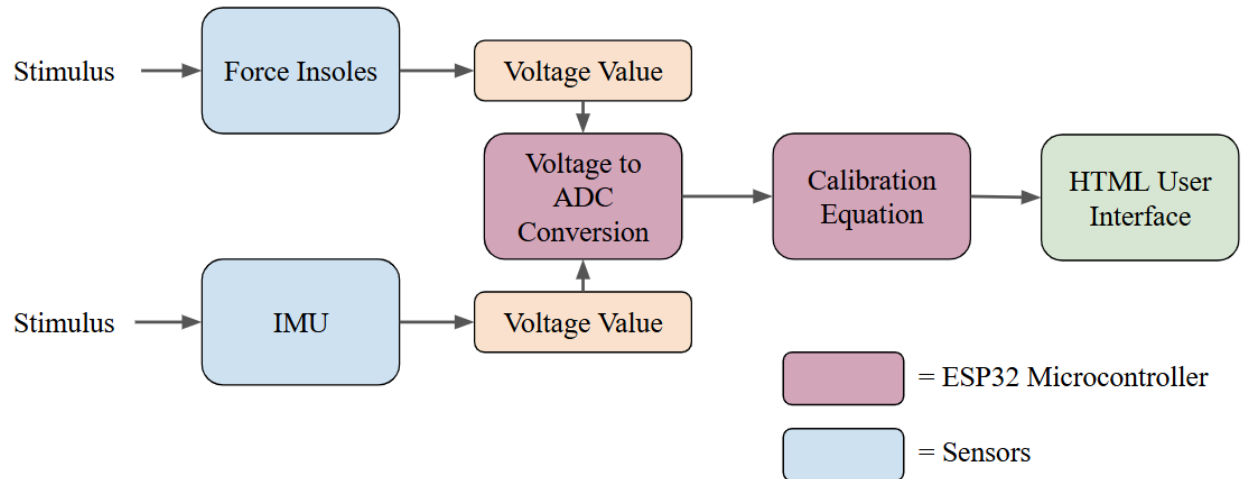 Stimulus
Force Insoles
Voltage Value
Voltage to
ADC
Conversion
Calibration
Equation
HTML User
Interface
Stimulus
IMU
Voltage Value
= ESP32 Microcontroller
= Sensors